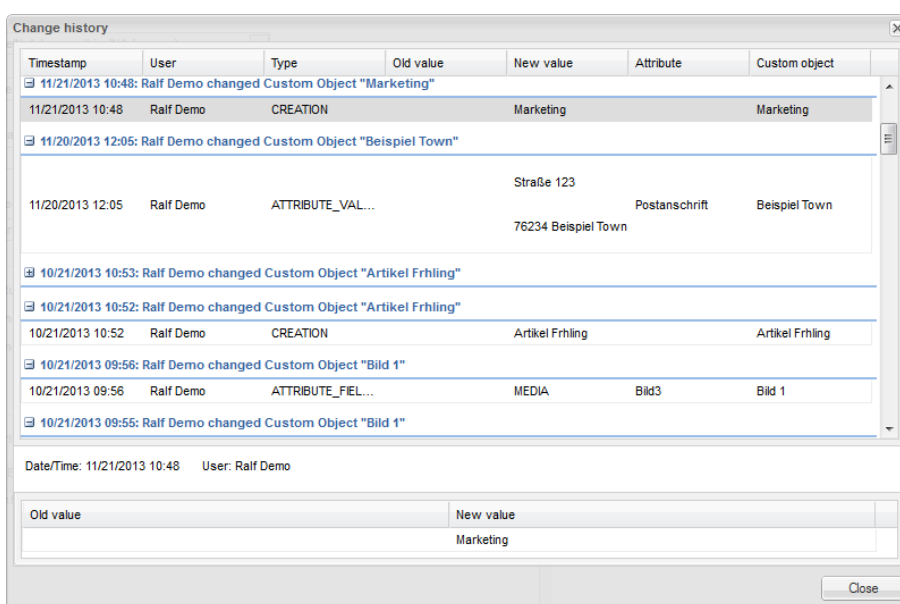 Change history
Timestamp User Type Old value New value Attribute Custom object
11/21/2013 10:48: Ralf Demo changed Custom Object "Marketing"
11/21/2013 10:48 Ralf Demo CREATION Marketing Marketing
11/20/2013 12:05: Ralf Demo changed Custom Object "Beispiel Town"
Straße 123
11/20/2013 12:05 Ralf Demo ATTRIBUTE_VAL... Postanschrift Beispiel Town
76234 Beispiel Town
10/21/2013 10:53: Ralf Demo changed Custom Object "Artikel Frhling"
10/21/2013 10:52: Ralf Demo changed Custom Object "Artikel Frhling"
10/21/2013 10:52 Ralf Demo CREATION Artikel Frhling Artikel Frhling
10/21/2013 09:56: Ralf Demo changed Custom Object "Bild 1"
10/21/2013 09:56 Ralf Demo ATTRIBUTE_FIEL... MEDIA Bild3 Bild 1
10/21/2013 09:55: Ralf Demo changed Custom Object "Bild 1"
Date/Time: 11/21/2013 10:48 User: Ralf Demo
Old value New value
Marketing
Close